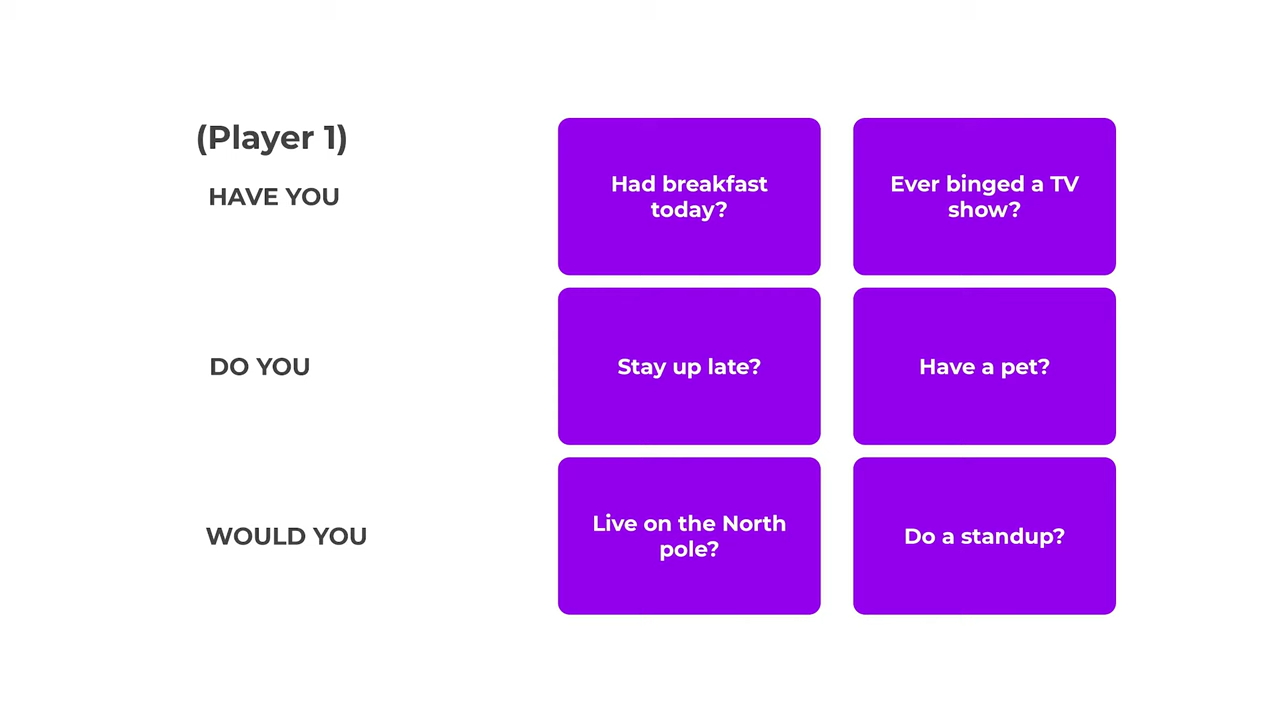 (Player 1)
HAVE YOU
Had breakfast
today?
Ever binged a TV
show?
DO YOU
Stay up late?
Have a pet?
WOULD YOU
Live on the North
pole?
Do a standup?